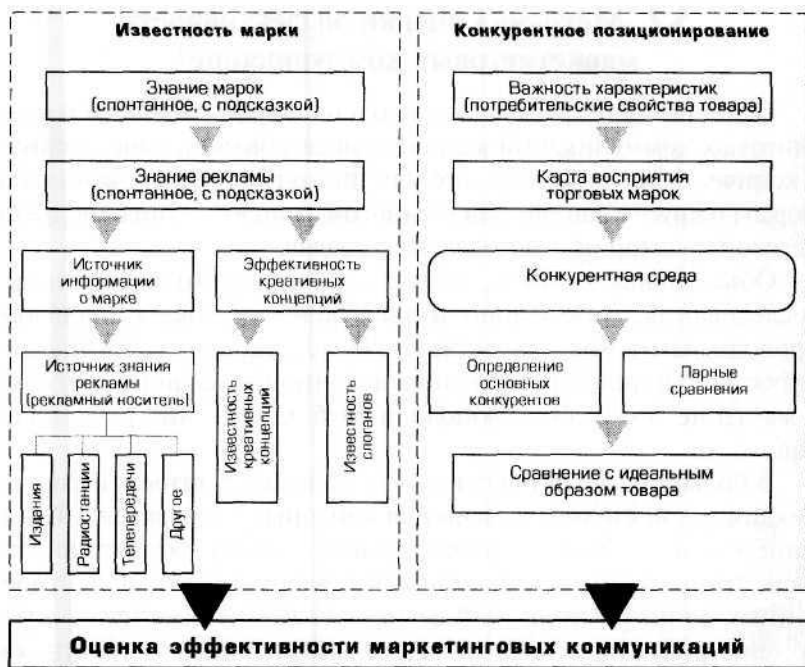 Известность марки
Знание марок
(спонтанное, с подсказкой)
Знание рекламы
(спонтанное, с подсказкой)
Источник
информации
о марке
Эффективность
креативных
концепций
Источник знания
рекламы
(рекламный носитель)
Издания
Радиостанции
Телепередачи
Другое
Известность
креативных
концепций
Известность
слоганов
Конкурентное позиционирование
Важность характеристик
(потребительские свойства товара)
Карта восприятия
торговых марок
Конкурентная среда
Определение
основных
конкурентов
Парные
сравнения
Сравнение с идеальным
образом товара
Оценка эффективности маркетинговых коммуникаций